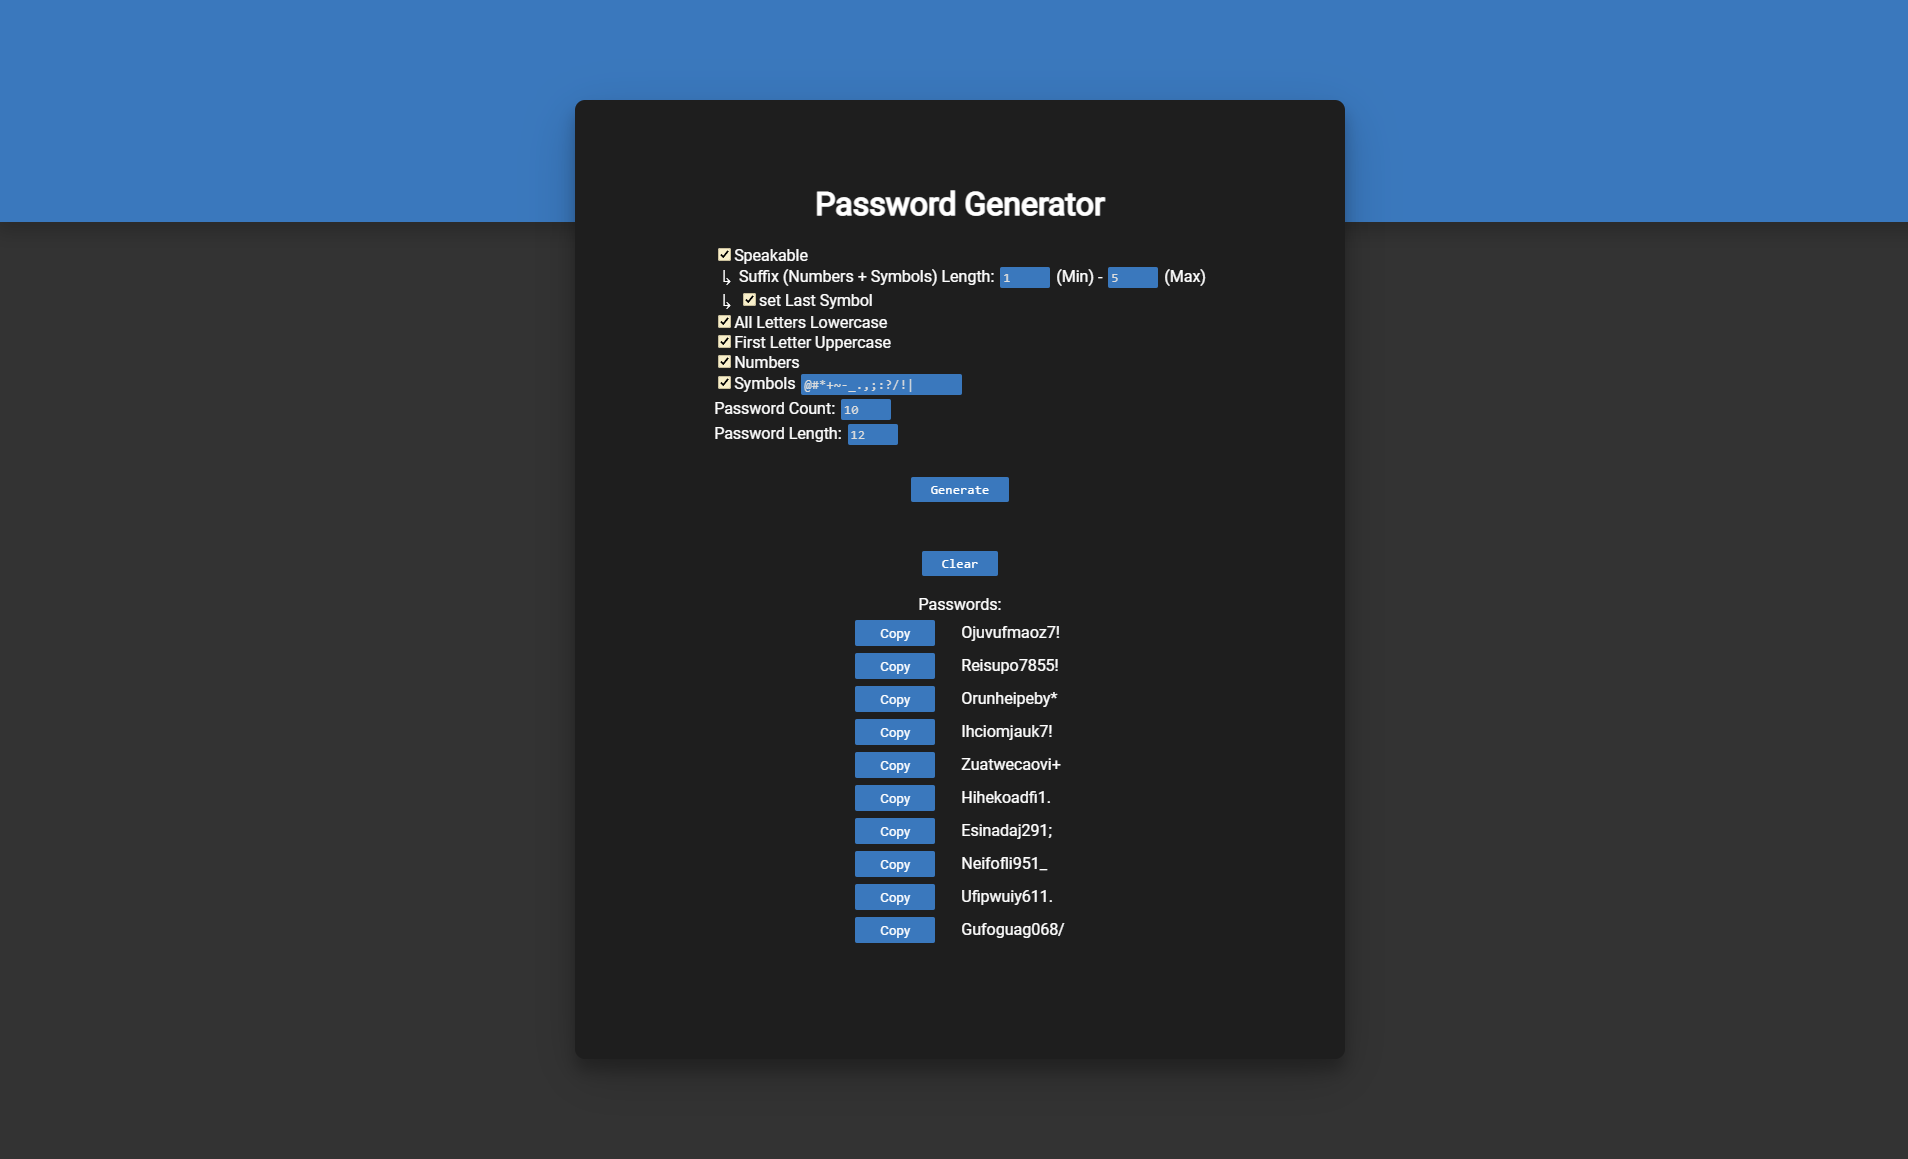 Password Generator
Speakable
↳ Suffix (Numbers + Symbols) Length: 1 (Min) - 5 (Max)
↳ set Last Symbol
All Letters Lowercase
First Letter Uppercase
Numbers
Symbols @#*+~-_.,;:?/!|
Password Count: 10
Password Length: 12
Generate
Clear
Passwords:
Copy Ojuvufmaoz7!
Copy Reisupo7855!
Copy Orunheipeby*
Copy Ihciomjauk7!
Copy Zuatwecaovi+
Copy Hihekoadfi1.
Copy Esinadaj291;
Copy Neifofli951_
Copy Ufipwuiy611.
Copy Gufoguag068/